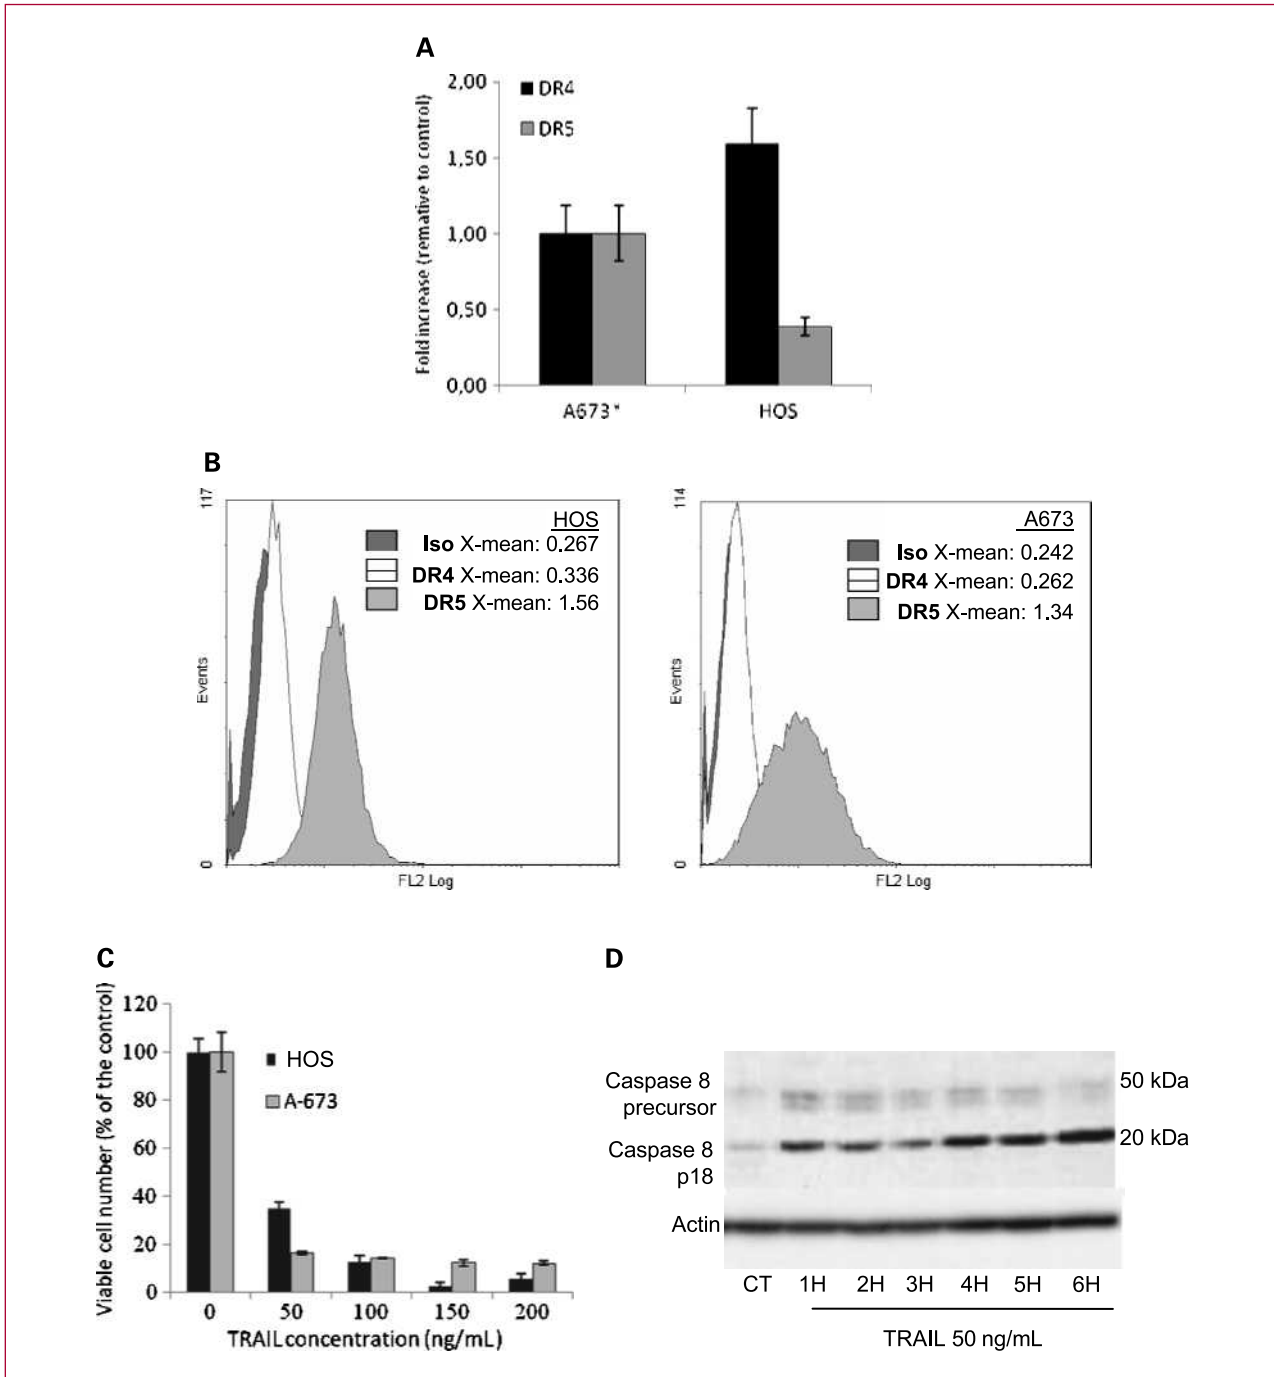 A
Fold increase (remative to control)
2,00
1,50
1,00
0,50
0,00
DR4
DR5
A673*
HOS
B
117
Events
0
HOS
Iso X-mean: 0.267
DR4 X-mean: 0.336
DR5 X-mean: 1.56
FL2 Log
114
Events
0
A673
Iso X-mean: 0.242
DR4 X-mean: 0.262
DR5 X-mean: 1.34
FL2 Log
C
Viable cell number (% of the control)
120
100
80
60
40
20
0
HOS
A-673
0 50 100 150 200
TRAIL concentration (ng/mL)
D
Caspase 8
precursor
50 kDa
Caspase 8
p18
20 kDa
Actin
CT 1H 2H 3H 4H 5H 6H
TRAIL 50 ng/mL